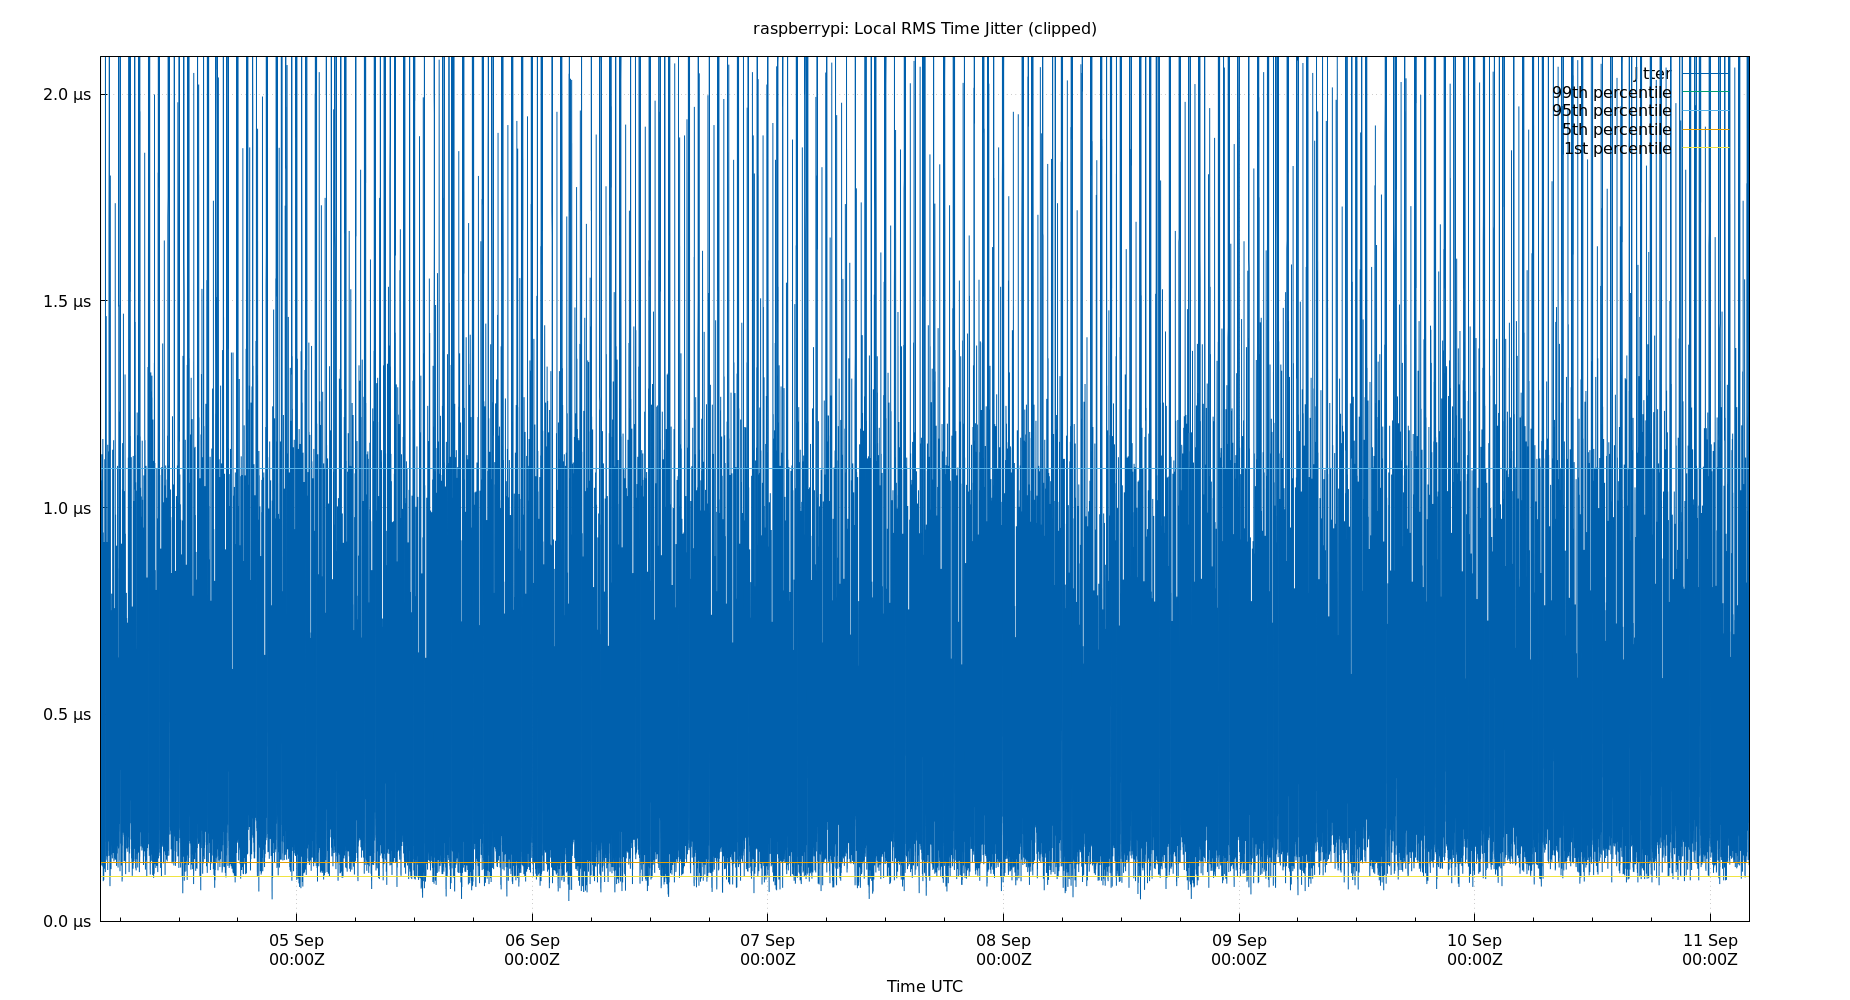 raspberrypi: Local RMS Time Jitter (clipped)
2.0 μs
1.5 μs
1.0 μs
0.5 μs
0.0 μs
jitter
99th percentile
95th percentile
5th percentile
1st percentile
05 Sep
00:00Z
06 Sep
00:00Z
07 Sep
00:00Z
08 Sep
00:00Z
09 Sep
00:00Z
10 Sep
00:00Z
11 Sep
00:00Z
Time UTC